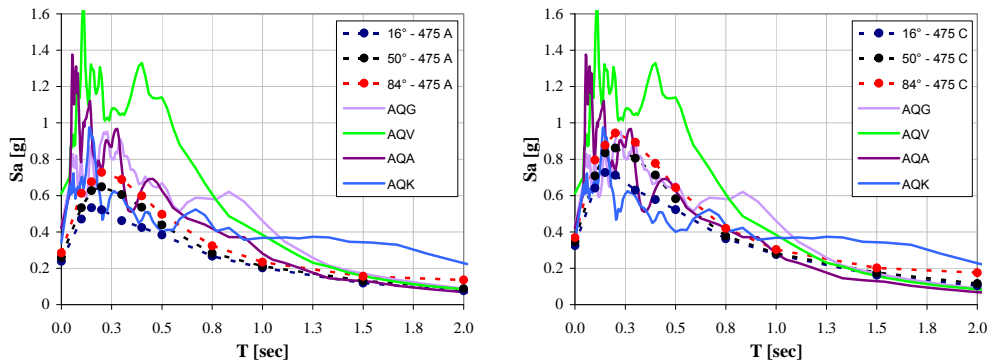 1.6
1.4
1.2
1
0.8
0.6
0.4
0.2
0
Sa [g]
0.0 0.3 0.5 0.8 1.0 1.3 1.5 1.8 2.0
T [sec]
16° - 475 A
50° - 475 A
84° - 475 A
AQG
AQV
AQA
AQK
1.6
1.4
1.2
1
0.8
0.6
0.4
0.2
0
Sa [g]
0.0 0.3 0.5 0.8 1.0 1.3 1.5 1.8 2.0
T [sec]
16° - 475 C
50° - 475 C
84° - 475 C
AQG
AQV
AQA
AQK